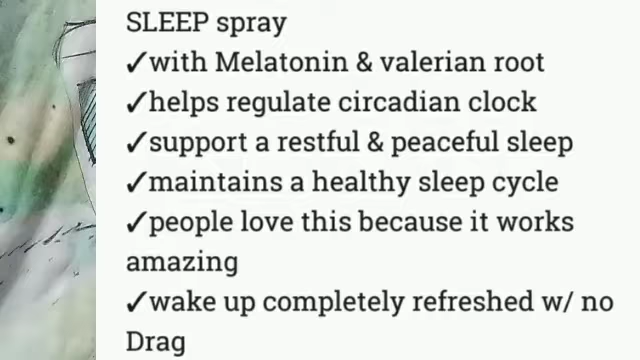 SLEEP spray
✓with Melatonin & valerian root
✓helps regulate circadian clock
✓support a restful & peaceful sleep
✓maintains a healthy sleep cycle
✓people love this because it works
amazing
✓wake up completely refreshed w/ no
Drag